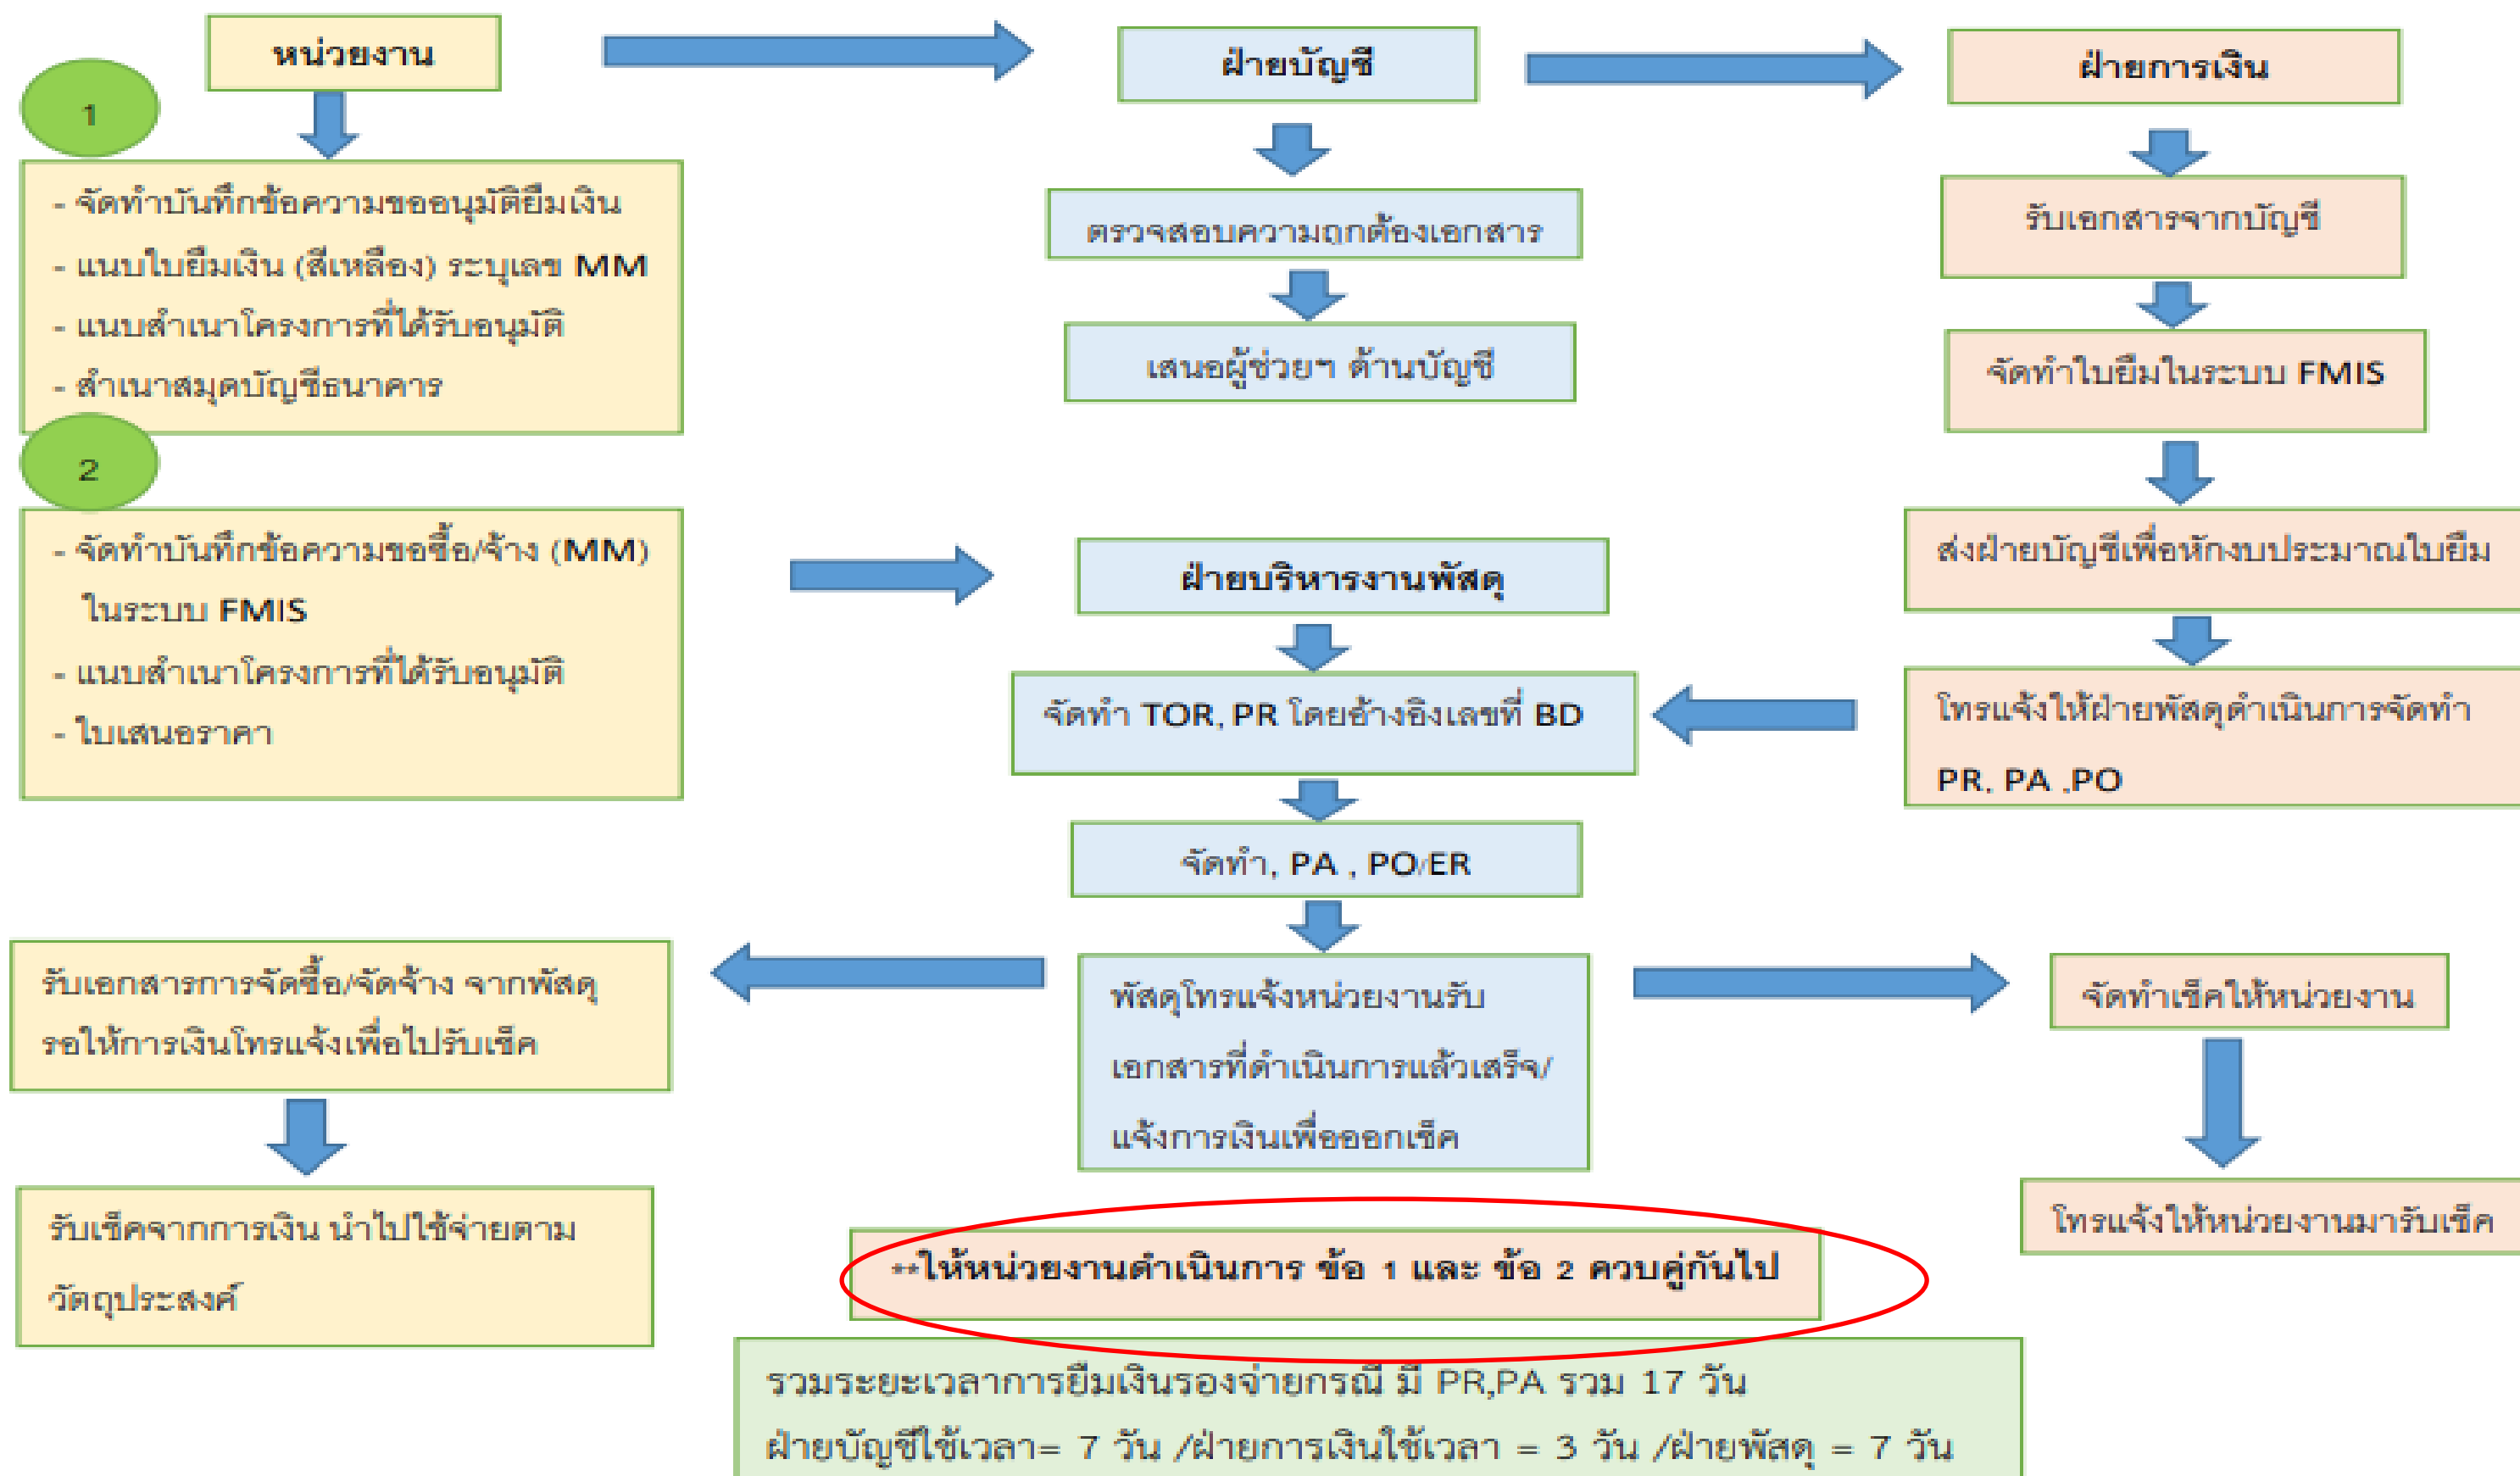 หน่วยงาน
ฝ่ายบัญชี
ฝ่ายการเงิน
1
- จัดทำบันทึกข้อความขออนุมัติยืมเงิน
- แนบใบยืมเงิน (สีเหลือง) ระบุเลข MM
- แนบสำเนาโครงการที่ได้รับอนุมัติ
- สำเนาสมุดบัญชีธนาคาร
ตรวจสอบความถูกต้องเอกสาร
เสนอผู้ช่วยฯ ด้านบัญชี
รับเอกสารจากบัญชี
จัดทำใบยืมในระบบ FMIS
ส่งฝ่ายบัญชีเพื่อหักงบประมาณใบยืม
โทรแจ้งให้ฝ่ายพัสดุดำเนินการจัดทำ
PR, PA ,PO
2
- จัดทำบันทึกข้อความขอซื้อ/จ้าง (MM)
ในระบบ FMIS
- แนบสำเนาโครงการที่ได้รับอนุมัติ
- ใบเสนอราคา
ฝ่ายบริหารงานพัสดุ
จัดทำ TOR, PR โดยอ้างอิงเลขที่ BD
จัดทำ, PA , PO/ER
พัสดุโทรแจ้งหน่วยงานรับ
เอกสารที่ดำเนินการแล้วเสร็จ/
แจ้งการเงินเพื่อออกเช็ค
รับเอกสารการจัดซื้อ/จัดจ้าง จากพัสดุ
รอให้การเงินโทรแจ้งเพื่อไปรับเช็ค
รับเช็คจากการเงิน นำไปใช้จ่ายตาม
วัตถุประสงค์
จัดทำเช็คให้หน่วยงาน
โทรแจ้งให้หน่วยงานมารับเช็ค
**ให้หน่วยงานดำเนินการ ข้อ 1 และ ข้อ 2 ควบคู่กันไป
รวมระยะเวลาการยืมเงินรองจ่ายกรณี มี PR,PA รวม 17 วัน
ฝ่ายบัญชีใช้เวลา= 7 วัน /ฝ่ายการเงินใช้เวลา = 3 วัน /ฝ่ายพัสดุ = 7 วัน